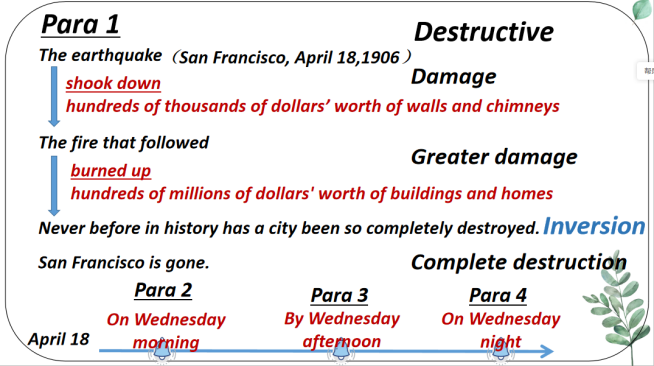 Para 1
Destructive
The earthquake（San Francisco, April 18,1906）
shook down
Damage
hundreds of thousands of dollars’ worth of walls and chimneys
The fire that followed
Greater damage
burned up
hundreds of millions of dollars' worth of buildings and homes
Never before in history has a city been so completely destroyed. Inversion
San Francisco is gone.
Complete destruction
Para 2
Para 3
Para 4
On Wednesday
morning
By Wednesday
afternoon
On Wednesday
night
April 18